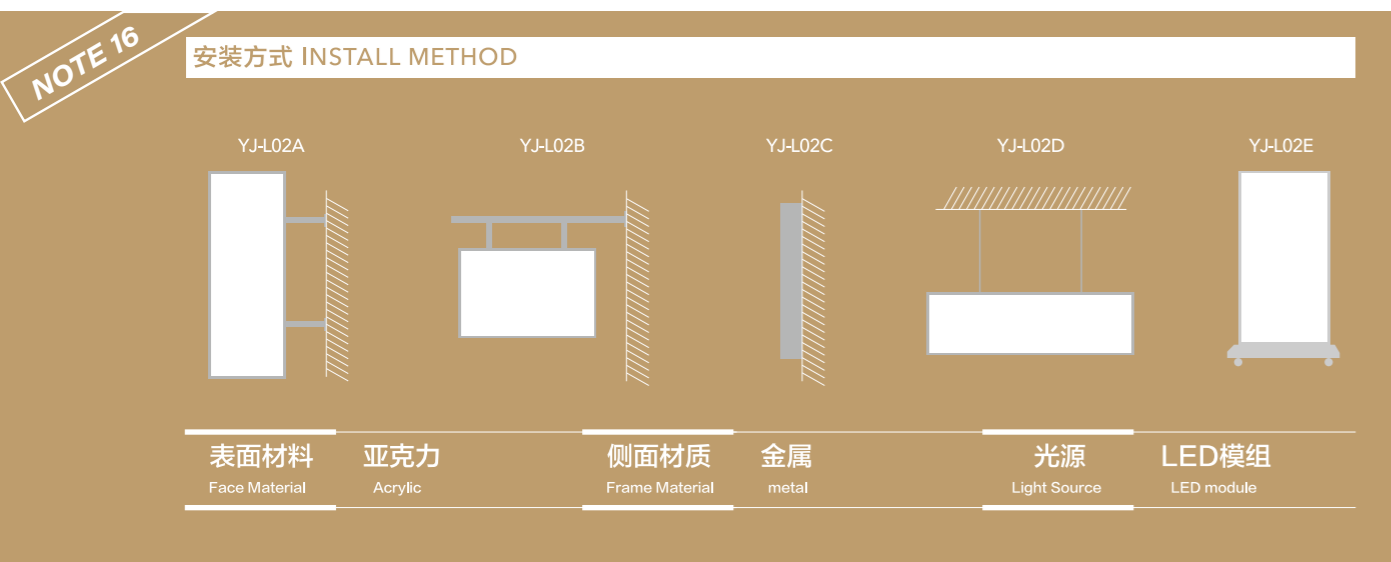 NOTE 16
安装方式 INSTALL METHOD
YJ-L02A
YJ-L02B
YJ-L02C
YJ-L02D
YJ-L02E
表面材料
Face Material
亚克力
Acrylic
侧面材质
Frame Material
金属
metal
光源
Light Source
LED模组
LED module